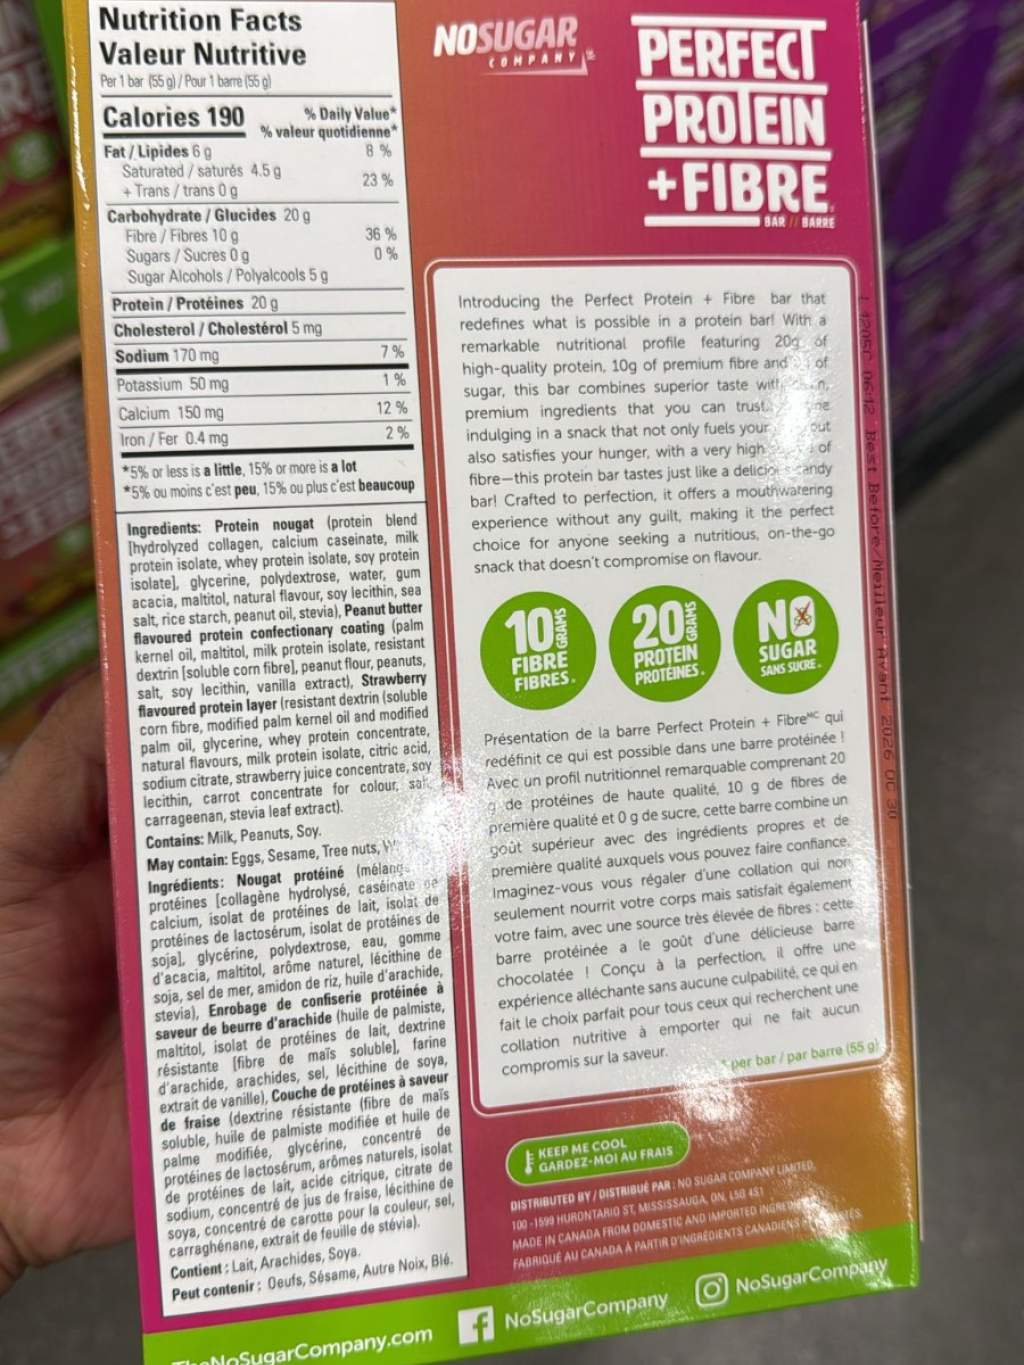 Nutrition Facts
Valeur Nutritive
Per 1 bar (55 g) / Pour 1 barre (55 g)
Calories 190
% Daily Value*
% valeur quotidienne*
Fat / Lipides 6 g 8 %
Saturated / saturés 4.5 g
+ Trans / trans 0 g 23 %
Carbohydrate / Glucides 20 g
Fibre / Fibres 10 g 36 %
Sugars / Sucres 0 g 0 %
Sugar Alcohols / Polyalcools 5 g
Protein / Protéines 20 g
Cholesterol / Cholestérol 5 mg
Sodium 170 mg 7 %
Potassium 50 mg 1 %
Calcium 150 mg 12 %
Iron / Fer 0.4 mg 2 %
*5% or less is a little, 15% or more is a lot
*5% ou moins c'est peu, 15% ou plus c'est beaucoup
Ingredients: Protein nougat (protein blend
[hydrolyzed collagen, calcium caseinate, milk
protein isolate, whey protein isolate, soy protein
isolate], glycerine, polydextrose, water, gum
acacia, maltitol, natural flavour, soy lecithin, sea
salt, rice starch, peanut oil, stevia), Peanut butter
flavoured protein confectionary coating (palm
kernel oil, maltitol, milk protein isolate, resistant
dextrin [soluble corn fibre], peanut flour, peanuts,
salt, soy lecithin, vanilla extract), Strawberry
flavoured protein layer (resistant dextrin (soluble
corn fibre, modified palm kernel oil and modified
palm oil, glycerine, whey protein concentrate,
natural flavours, milk protein isolate, citric acid,
sodium citrate, strawberry juice concentrate, soy
lecithin, carrot concentrate for colour, salt,
carrageenan, stevia leaf extract).
Contains: Milk, Peanuts, Soy.
May contain: Eggs, Sesame, Tree nuts,
Ingrédients: Nougat protéiné (mélange
protéines [collagène hydrolysé, caséinate de
calcium, isolat de protéines de lait, isolat de
protéines de lactosérum, isolat de protéines de
soja], glycérine, polydextrose, eau, gomme
d'acacia, maltitol, arôme naturel, lécithine de
soja, sel de mer, amidon de riz, huile d'arachide,
stevia), Enrobage de confiserie protéinée à
saveur de beurre d'arachide (huile de palmiste,
maltitol, isolat de protéines de lait, dextrine
résistante [fibre de maïs soluble], farine
d'arachide, arachides, sel, lécithine de soya,
extrait de vanille), Couche de protéines à saveur
de fraise (dextrine résistante (fibre de maïs
soluble, huile de palmiste modifiée et huile de
palme modifiée, glycérine, concentré de
protéines de lactosérum, arômes naturels, isolat
de protéines de lait, acide citrique, citrate de
sodium, concentré de jus de fraise, lécithine de
soya, concentré de carotte pour la couleur, sel,
carraghénane, extrait de feuille de stévia).
Contient : Lait, Arachides, Soya.
Peut contenir : Oeufs, Sésame, Autre Noix, Blé.
NOSUGAR
COMPANY
PERFECT
PROTEIN
+FIBRE
BAR // BARRE
Introducing the Perfect Protein + Fibre bar that
redefines what is possible in a protein bar! With a
remarkable nutritional profile featuring 20g of
high-quality protein, 10g of premium fibre and of
sugar, this bar combines superior taste with
premium ingredients that you can trust.
indulging in a snack that not only fuels your but
also satisfies your hunger, with a very high of
fibre—this protein bar tastes just like a delicious candy
bar! Crafted to perfection, it offers a mouthwatering
experience without any guilt, making it the perfect
choice for anyone seeking a nutritious, on-the-go
snack that doesn't compromise on flavour.
10 GRAMS
FIBRE
FIBRES.
20 GRAMS
PROTEIN
PROTÉINES.
NO
SUGAR
SANS SUCRE.
Présentation de la barre Perfect Protein + FibreMC qui
redéfinit ce qui est possible dans une barre protéinée !
Avec un profil nutritionnel remarquable comprenant 20
g de protéines de haute qualité, 10 g de fibres de
première qualité et 0 g de sucre, cette barre combine un
goût supérieur avec des ingrédients propres et de
première qualité auxquels vous pouvez faire confiance.
Imaginez-vous vous régaler d'une collation qui non
seulement nourrit votre corps mais satisfait également
votre faim, avec une source très élevée de fibres : cette
barre protéinée a le goût d'une délicieuse barre
chocolatée ! Conçu à la perfection, il offre une
expérience alléchante sans aucune culpabilité, ce qui en
fait le choix parfait pour tous ceux qui recherchent une
collation nutritive à emporter qui ne fait aucun
compromis sur la saveur.
* per bar / par barre (55 g)
L 4205C 06:12 Best Before/Meilleur Avant 2026 OC 30
KEEP ME COOL
GARDEZ-MOI AU FRAIS
DISTRIBUTED BY / DISTRIBUÉ PAR : NO SUGAR COMPANY LIMITED,
100 -1599 HURONTARIO ST, MISSISSAUGA, ON, L5G 4S1
MADE IN CANADA FROM DOMESTIC AND IMPORTED INGREDIENTS
FABRIQUÉ AU CANADA À PARTIR D'INGRÉDIENTS CANADIENS
TheNoSugarCompany.com
NoSugarCompany
NoSugarCompany